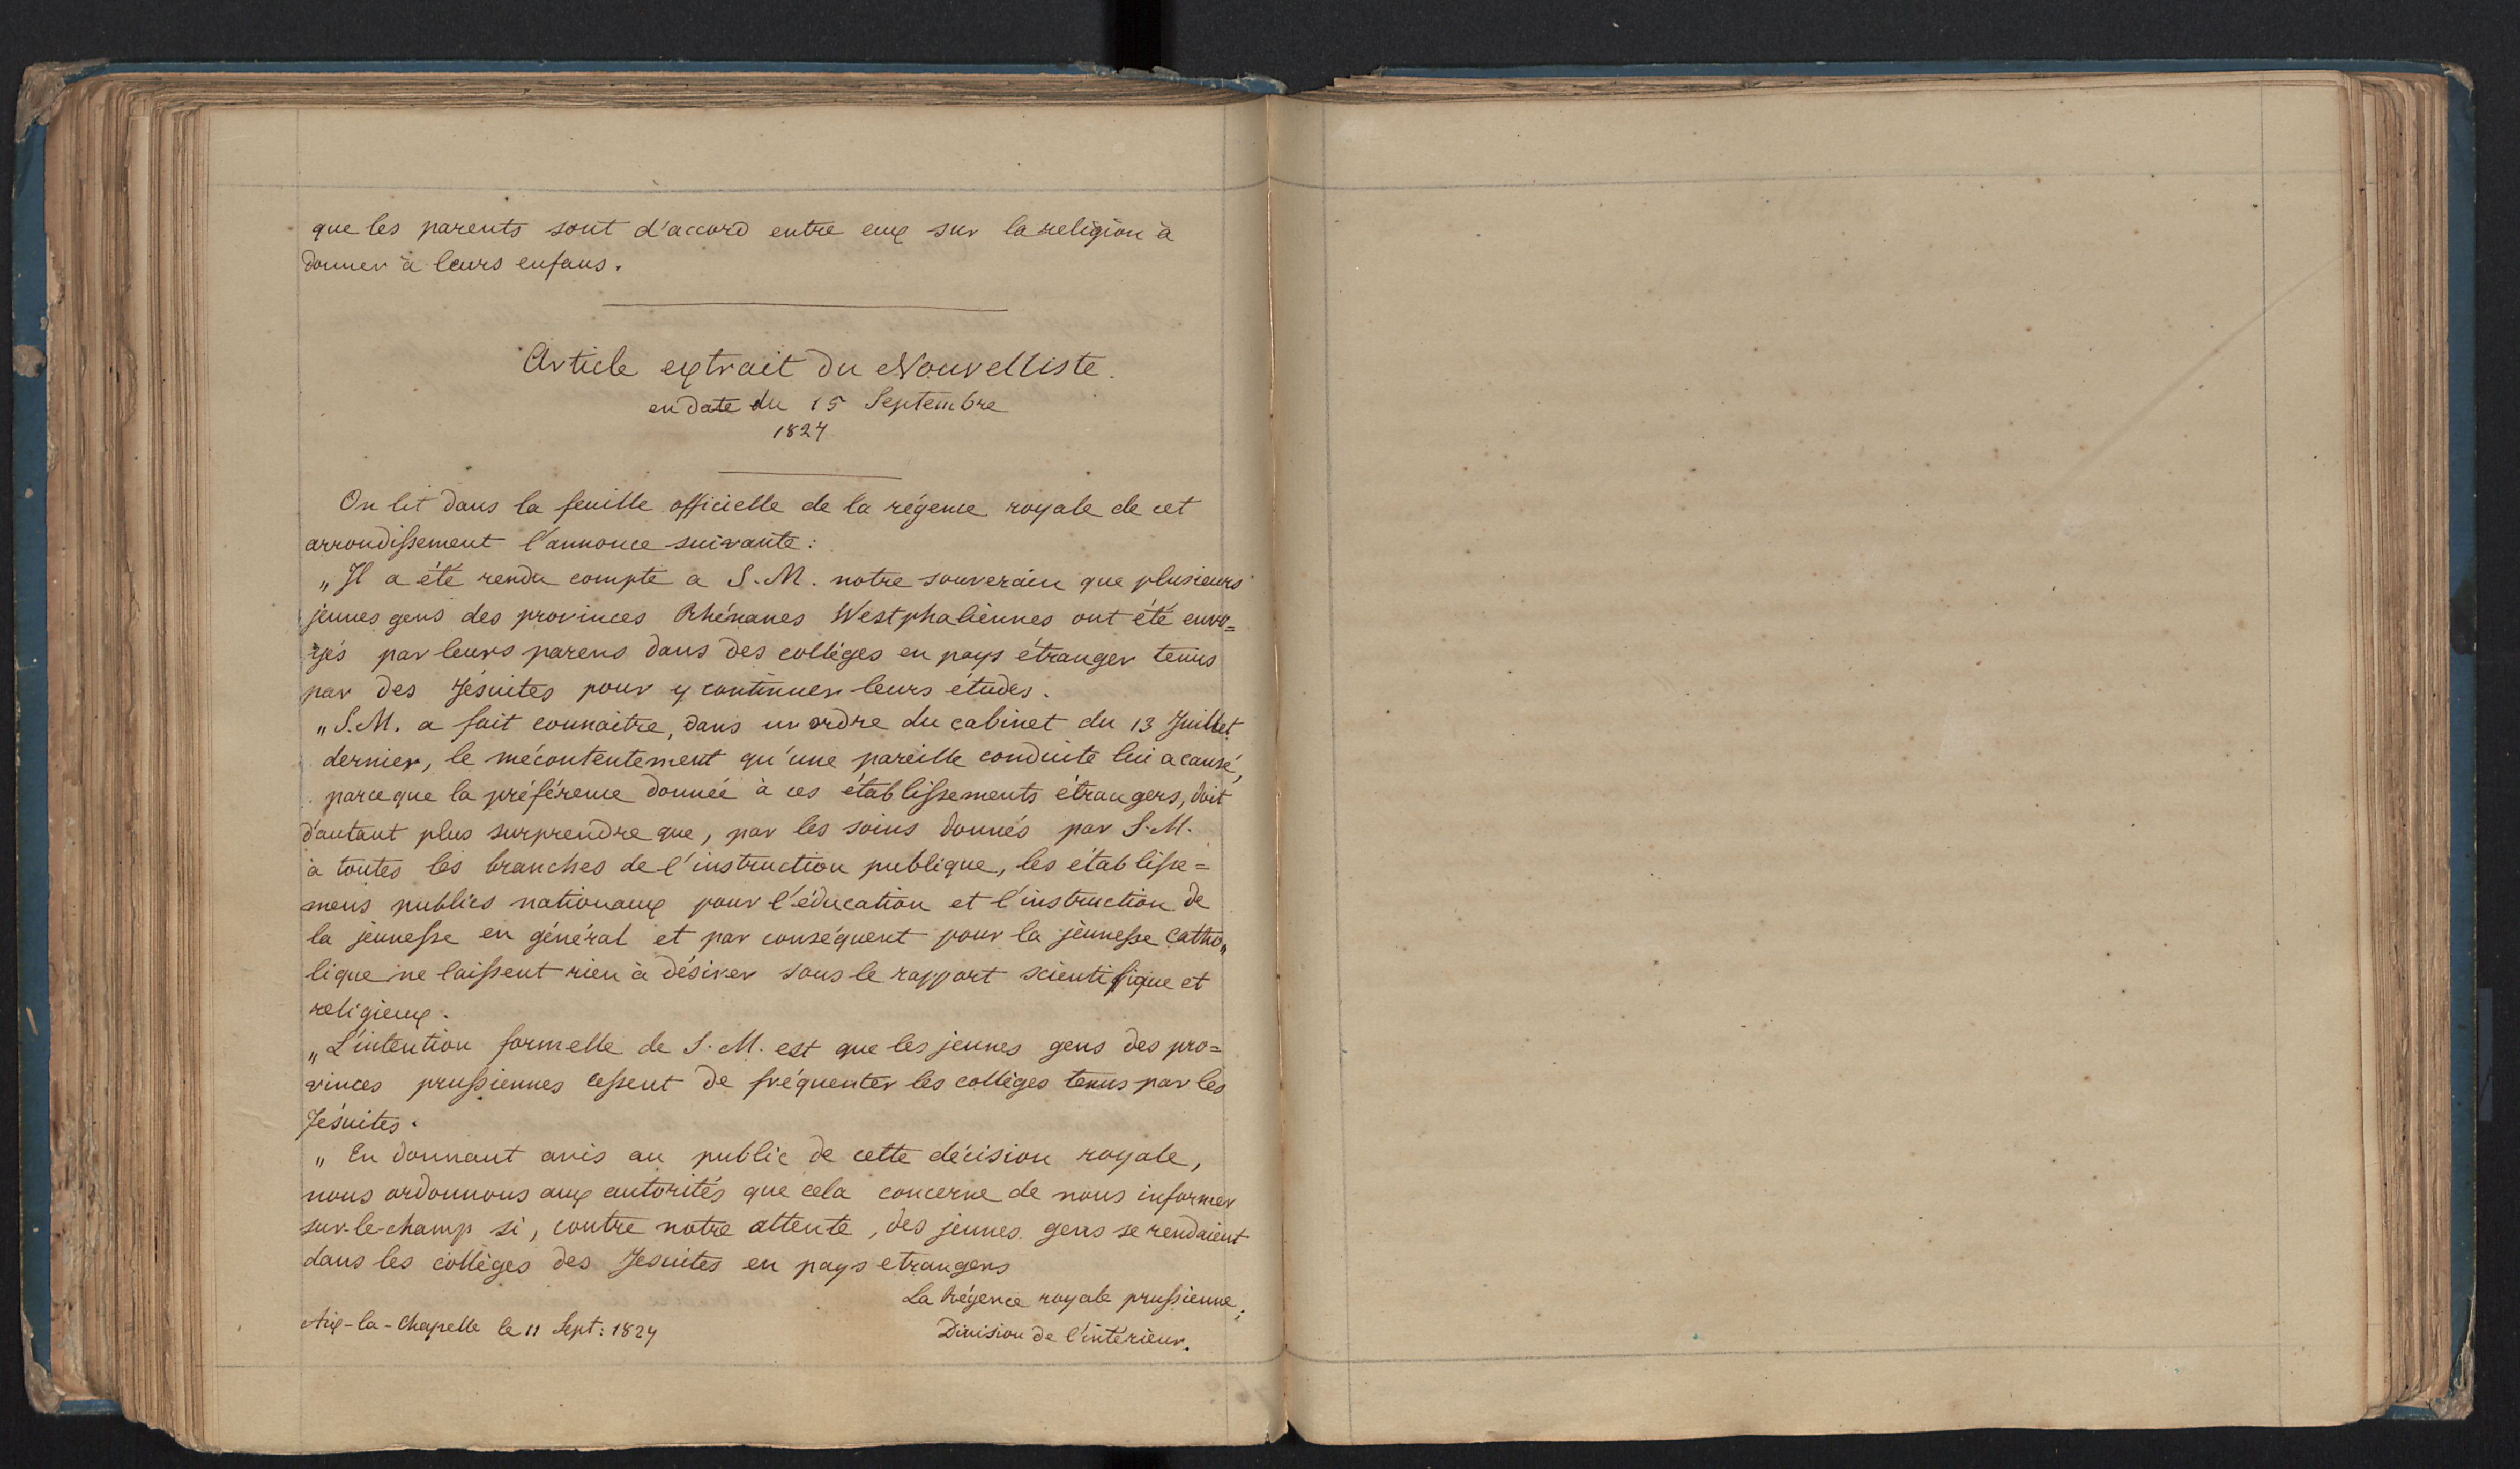 que les parents sont d'accord entre eux sur la religion à
donner à leurs enfans.
Article extrait du Nouvelliste.
en date du 15 Septembre
1827
On lit dans la feuille officielle de la régence royale de cet
arrondissement l'annonce suivante:
„Il a été rendu compte a S. M. notre souverain que plusieurs
jeunes gens des provinces Rhénanes Westphaliennes ont été envo=
yés par leurs parens dans des collèges en pays étranger tenus
par des Jésuites pour y continuer leurs études.
„S. M. a fait connaitre, dans un ordre du cabinet du 13 Juillet
dernier, le mécontentement qu'une pareille conduite lui a causé,
parceque la préférence donnée à ces établissements étrangers, doit
d'autant plus surprendre que, par les soins donnés par S. M.
à toutes les branches de l'instruction publique, les établisse=
mens publics nationaux pour l'éducation et l'instruction de
la jeunesse en général et par conséquent pour la jeunesse catho„
lique ne laissent rien à désirer sous le rapport scientifique et
religieux.
„L'intention formelle de S. M. est que les jeunes gens des pro=
vinces prussiennes cessent de fréquenter les collèges tenus par les
Jésuites.
„ En donnant avis au public de cette décision royale,
nous ordonnons aux autorités que cela concerne de nous informer
sur-le-champ si, contre notre attente, des jeunes gens se rendaient
dans les collèges des Jesuites en pays etrangers
La Régence royale prussienne.
Aix-la-Chapelle le 11 Sept: 1827
Division de l'intérieur.